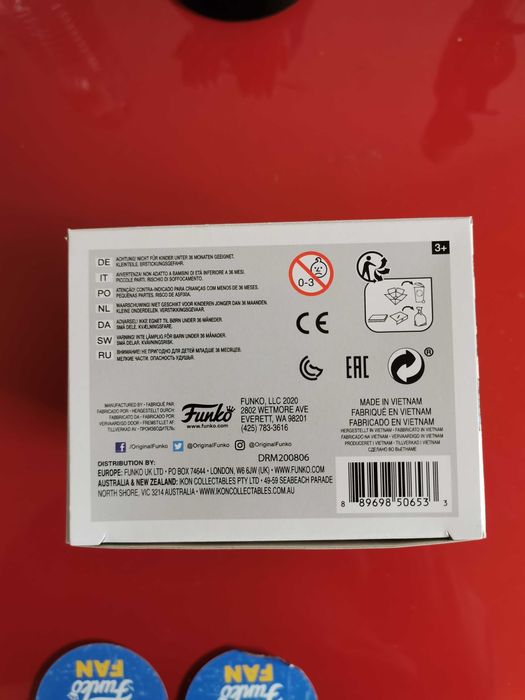 3+
DE ACHTUNG! NICHT FÜR KINDER UNTER 36 MONATEN GEEIGNET.
KLEINTEILE. ERSTICKUNGSGEFAHR.
IT AVVERTENZA! NON ADATTO A BAMBINI DI ETÀ INFERIORE A 36 MESI.
PICCOLE PARTI. RISCHIO DI SOFFOCAMENTO.
PO ATENÇÃO! CONTRA-INDICADO PARA CRIANÇAS COM MENOS DE 36 MESES.
PEQUENAS PARTES. RISCO DE ASFIXIA.
NL WAARSCHUWING! NIET GESCHIKT VOOR KINDEREN JONGER DAN 36 MAANDEN.
KLEINE ONDERDELEN. VERSTIKKINGSGEVAAR.
DA ADVARSEL! IKKE EGNET TIL BØRN UNDER 36 MÅNEDER.
SMÅ DELE. KVÆLNINGSFARE.
SW VARNING! INTE LÄMPLIG FÖR BARN UNDER 36 MÅNADER.
SMÅ DELAR. KVÄVNINGSRISK.
RU ВНИМАНИЕ! НЕ ПРИГОДНО ДЛЯ ДЕТЕЙ МЛАДШЕ 36 МЕСЯЦЕВ.
МЕЛКИЕ ЧАСТИ. ОПАСНОСТЬ УДУШЬЯ.
0-3
CE
EAC
®
MANUFACTURED BY • FABRIQUÉ PAR
FABRICADO POR • HERGESTELLT DURCH
FABRICADO POR •
VERVAARDIGD DOOR • FREMSTILLET AF
TILLVERKAD AV • ПРОИЗВОДИТЕЛЬ:
Funko
www.funko.com
FUNKO, LLC 2020
2802 WETMORE AVE
EVERETT, WA 98201
(425) 783-3616
/OriginalFunko @OriginalFunko @OriginalFunko
DRM200806
MADE IN VIETNAM
FABRIQUÉ EN VIETNAM
FABRICADO EN VIETNAM
HERGESTELLT IN VIETNAM • FABBRICATO IN VIETNAM
PRODUCERET I VIETNAM • VERVAARDIGD IN VIETNAM
СДЕЛАНО ВО ВЬЕТНАМЕ
DISTRIBUTION BY:
EUROPE: FUNKO UK LTD • PO BOX 74644 • LONDON, W6 6JW (UK) • WWW.FUNKO.COM
AUSTRALIA & NEW ZEALAND: IKON COLLECTABLES PTY LTD • 49-59 SEABEACH PARADE
NORTH SHORE, VIC 3214 AUSTRALIA • WWW.IKONCOLLECTABLES.COM
8 89698 50653 3
Funko
FAN
Funko
FAN